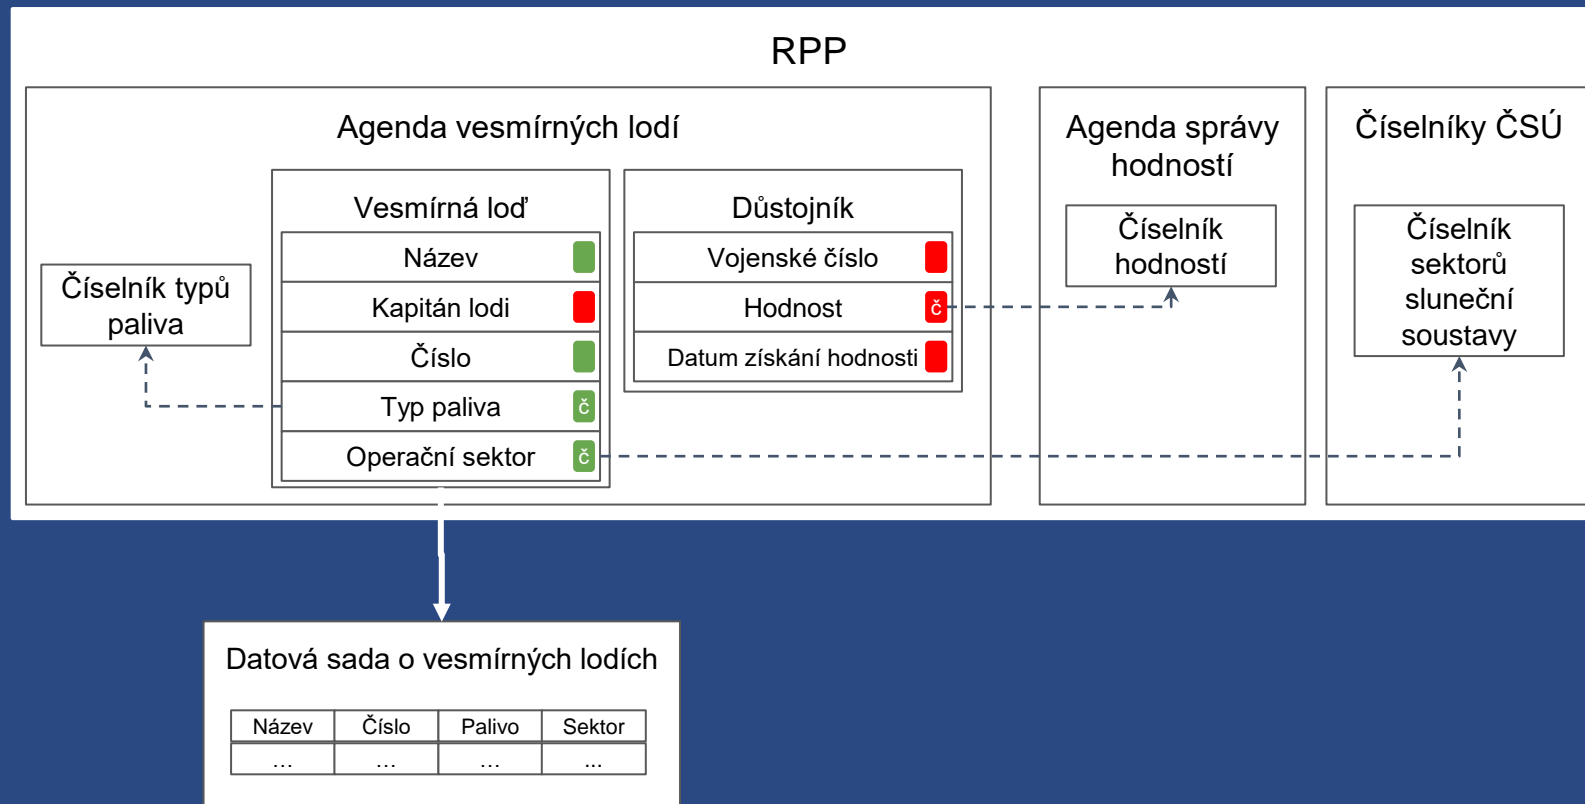 RPP
Agenda vesmírných lodí
Číselník typů
paliva
Vesmírná loď
Název
Kapitán lodi
Číslo
Typ paliva
č
Operační sektor
č
Důstojník
Vojenské číslo
Hodnost
č
Datum získání hodnosti
Agenda správy
hodností
Číselník
hodností
Číselníky ČSÚ
Číselník
sektorů
sluneční
soustavy
Datová sada o vesmírných lodích
Název Číslo Palivo Sektor
… … … ...